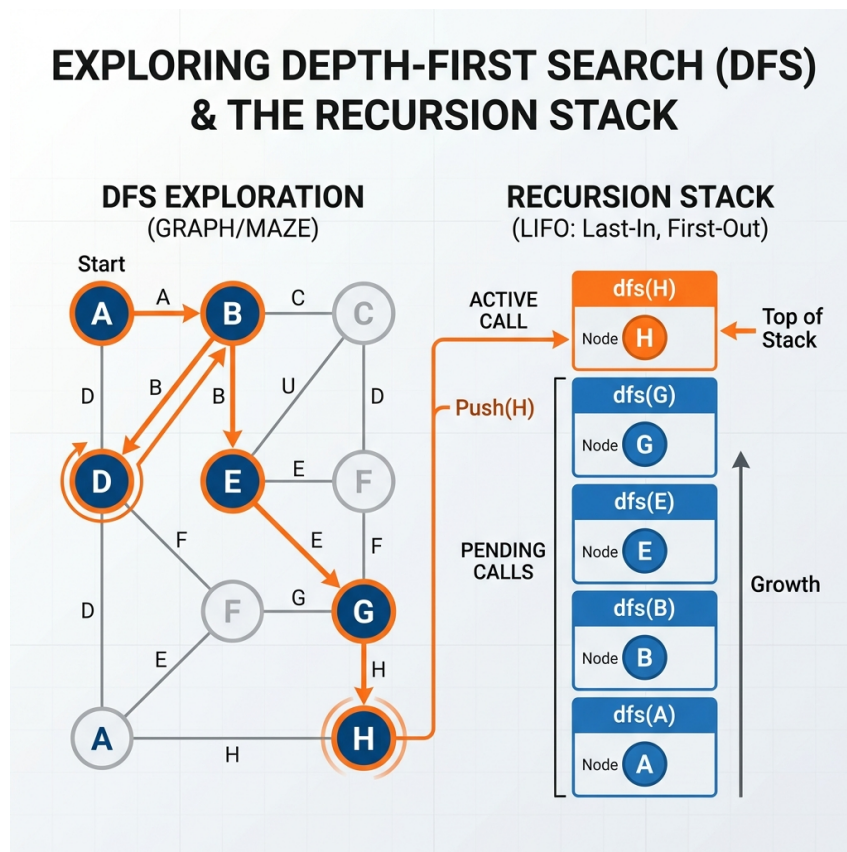 EXPLORING DEPTH-FIRST SEARCH (DFS)
& THE RECURSION STACK
DFS EXPLORATION
(GRAPH/MAZE)
Start
A
A
B
C
C
D
B
B
U
D
D
E
E
F
F
E
F
D
F
G
G
E
H
A
H
H
RECURSION STACK
(LIFO: Last-In, First-Out)
ACTIVE
CALL
Push(H)
dfs(H)
Node H
Top of
Stack
dfs(G)
Node G
dfs(E)
Node E
PENDING
CALLS
Growth
dfs(B)
Node B
dfs(A)
Node A